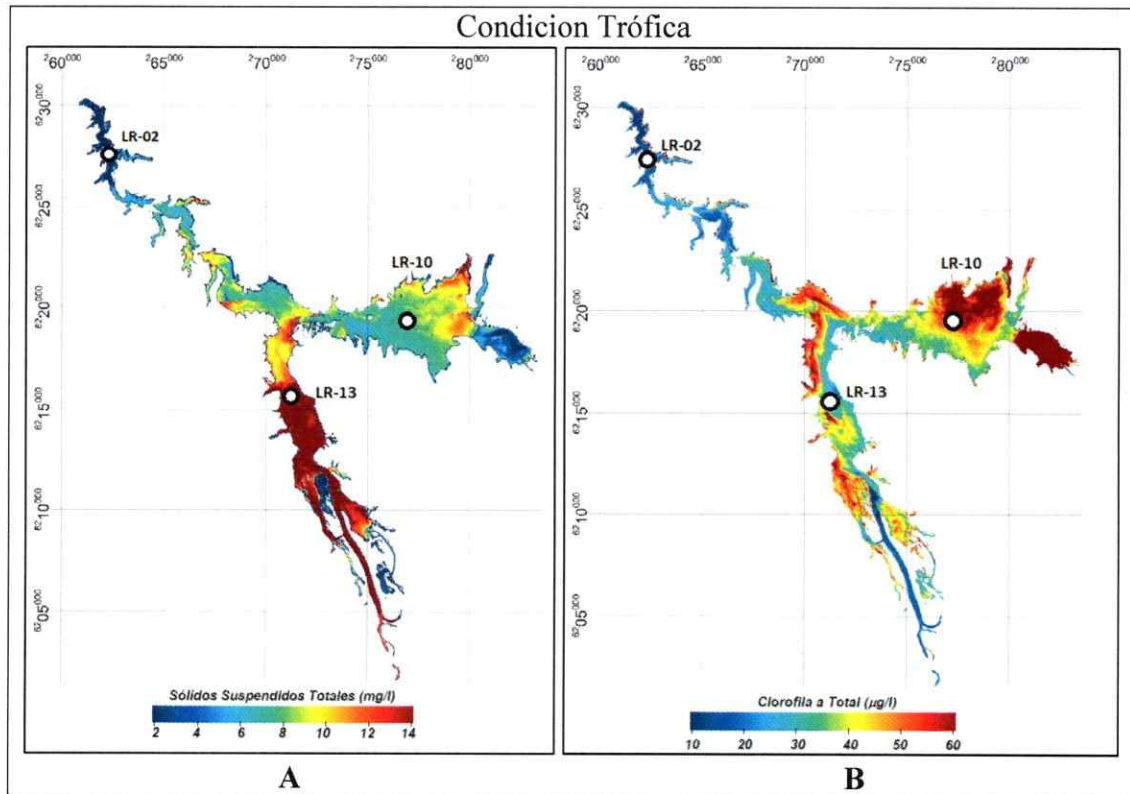 Condicion Trófica
260000 265000 270000 275000 280000
6230000
6225000
6220000
6215000
6210000
6205000
LR-02
LR-10
LR-13
Sólidos Suspendidos Totales (mg/l)
2 4 6 8 10 12 14
A
260000 265000 270000 275000 280000
6230000
6225000
6220000
6215000
6210000
6205000
LR-02
LR-10
LR-13
Clorofila a Total (µg/l)
10 20 30 40 50 60
B